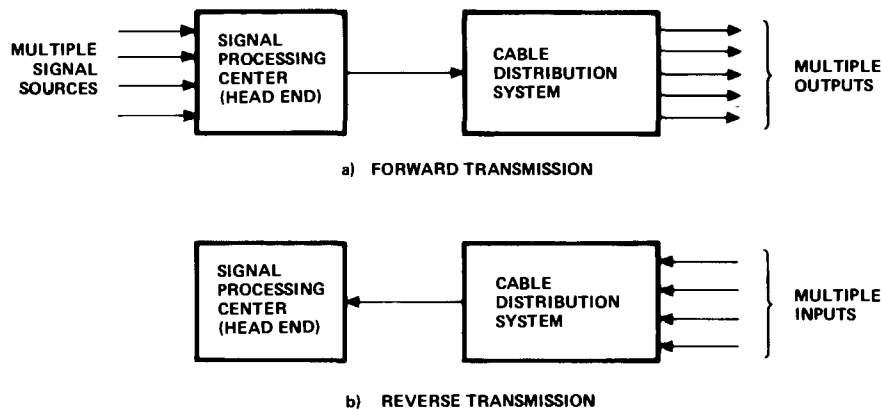 MULTIPLE
SIGNAL
SOURCES
SIGNAL
PROCESSING
CENTER
(HEAD END)
CABLE
DISTRIBUTION
SYSTEM
MULTIPLE
OUTPUTS
a) FORWARD TRANSMISSION
SIGNAL
PROCESSING
CENTER
(HEAD END)
CABLE
DISTRIBUTION
SYSTEM
MULTIPLE
INPUTS
b) REVERSE TRANSMISSION